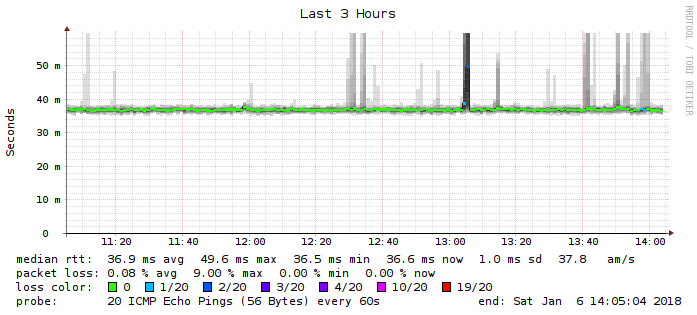 Last 3 Hours
RRDTOOL / TOBI OETIKER
Seconds
50 m
40 m
30 m
20 m
10 m
0
11:20 11:40 12:00 12:20 12:40 13:00 13:20 13:40 14:00
median rtt: 36.9 ms avg 49.6 ms max 36.5 ms min 36.6 ms now 1.0 ms sd 37.8 am/s
packet loss: 0.08 % avg 9.00 % max 0.00 % min 0.00 % now
loss color: 0 1/20 2/20 3/20 4/20 10/20 19/20
probe: 20 ICMP Echo Pings (56 Bytes) every 60s end: Sat Jan 6 14:05:04 2018